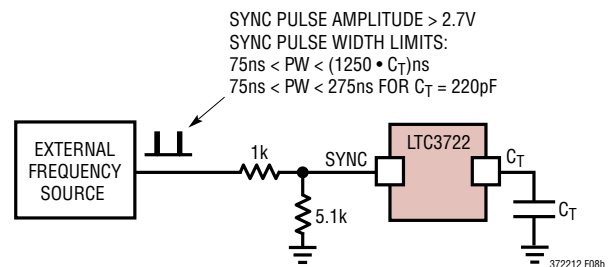 SYNC PULSE AMPLITUDE > 2.7V
SYNC PULSE WIDTH LIMITS:
75ns < PW < (1250 • CT)ns
75ns < PW < 275ns FOR CT = 220pF
EXTERNAL
FREQUENCY
SOURCE
1k
SYNC
5.1k
LTC3722
CT
CT
372212 F08b